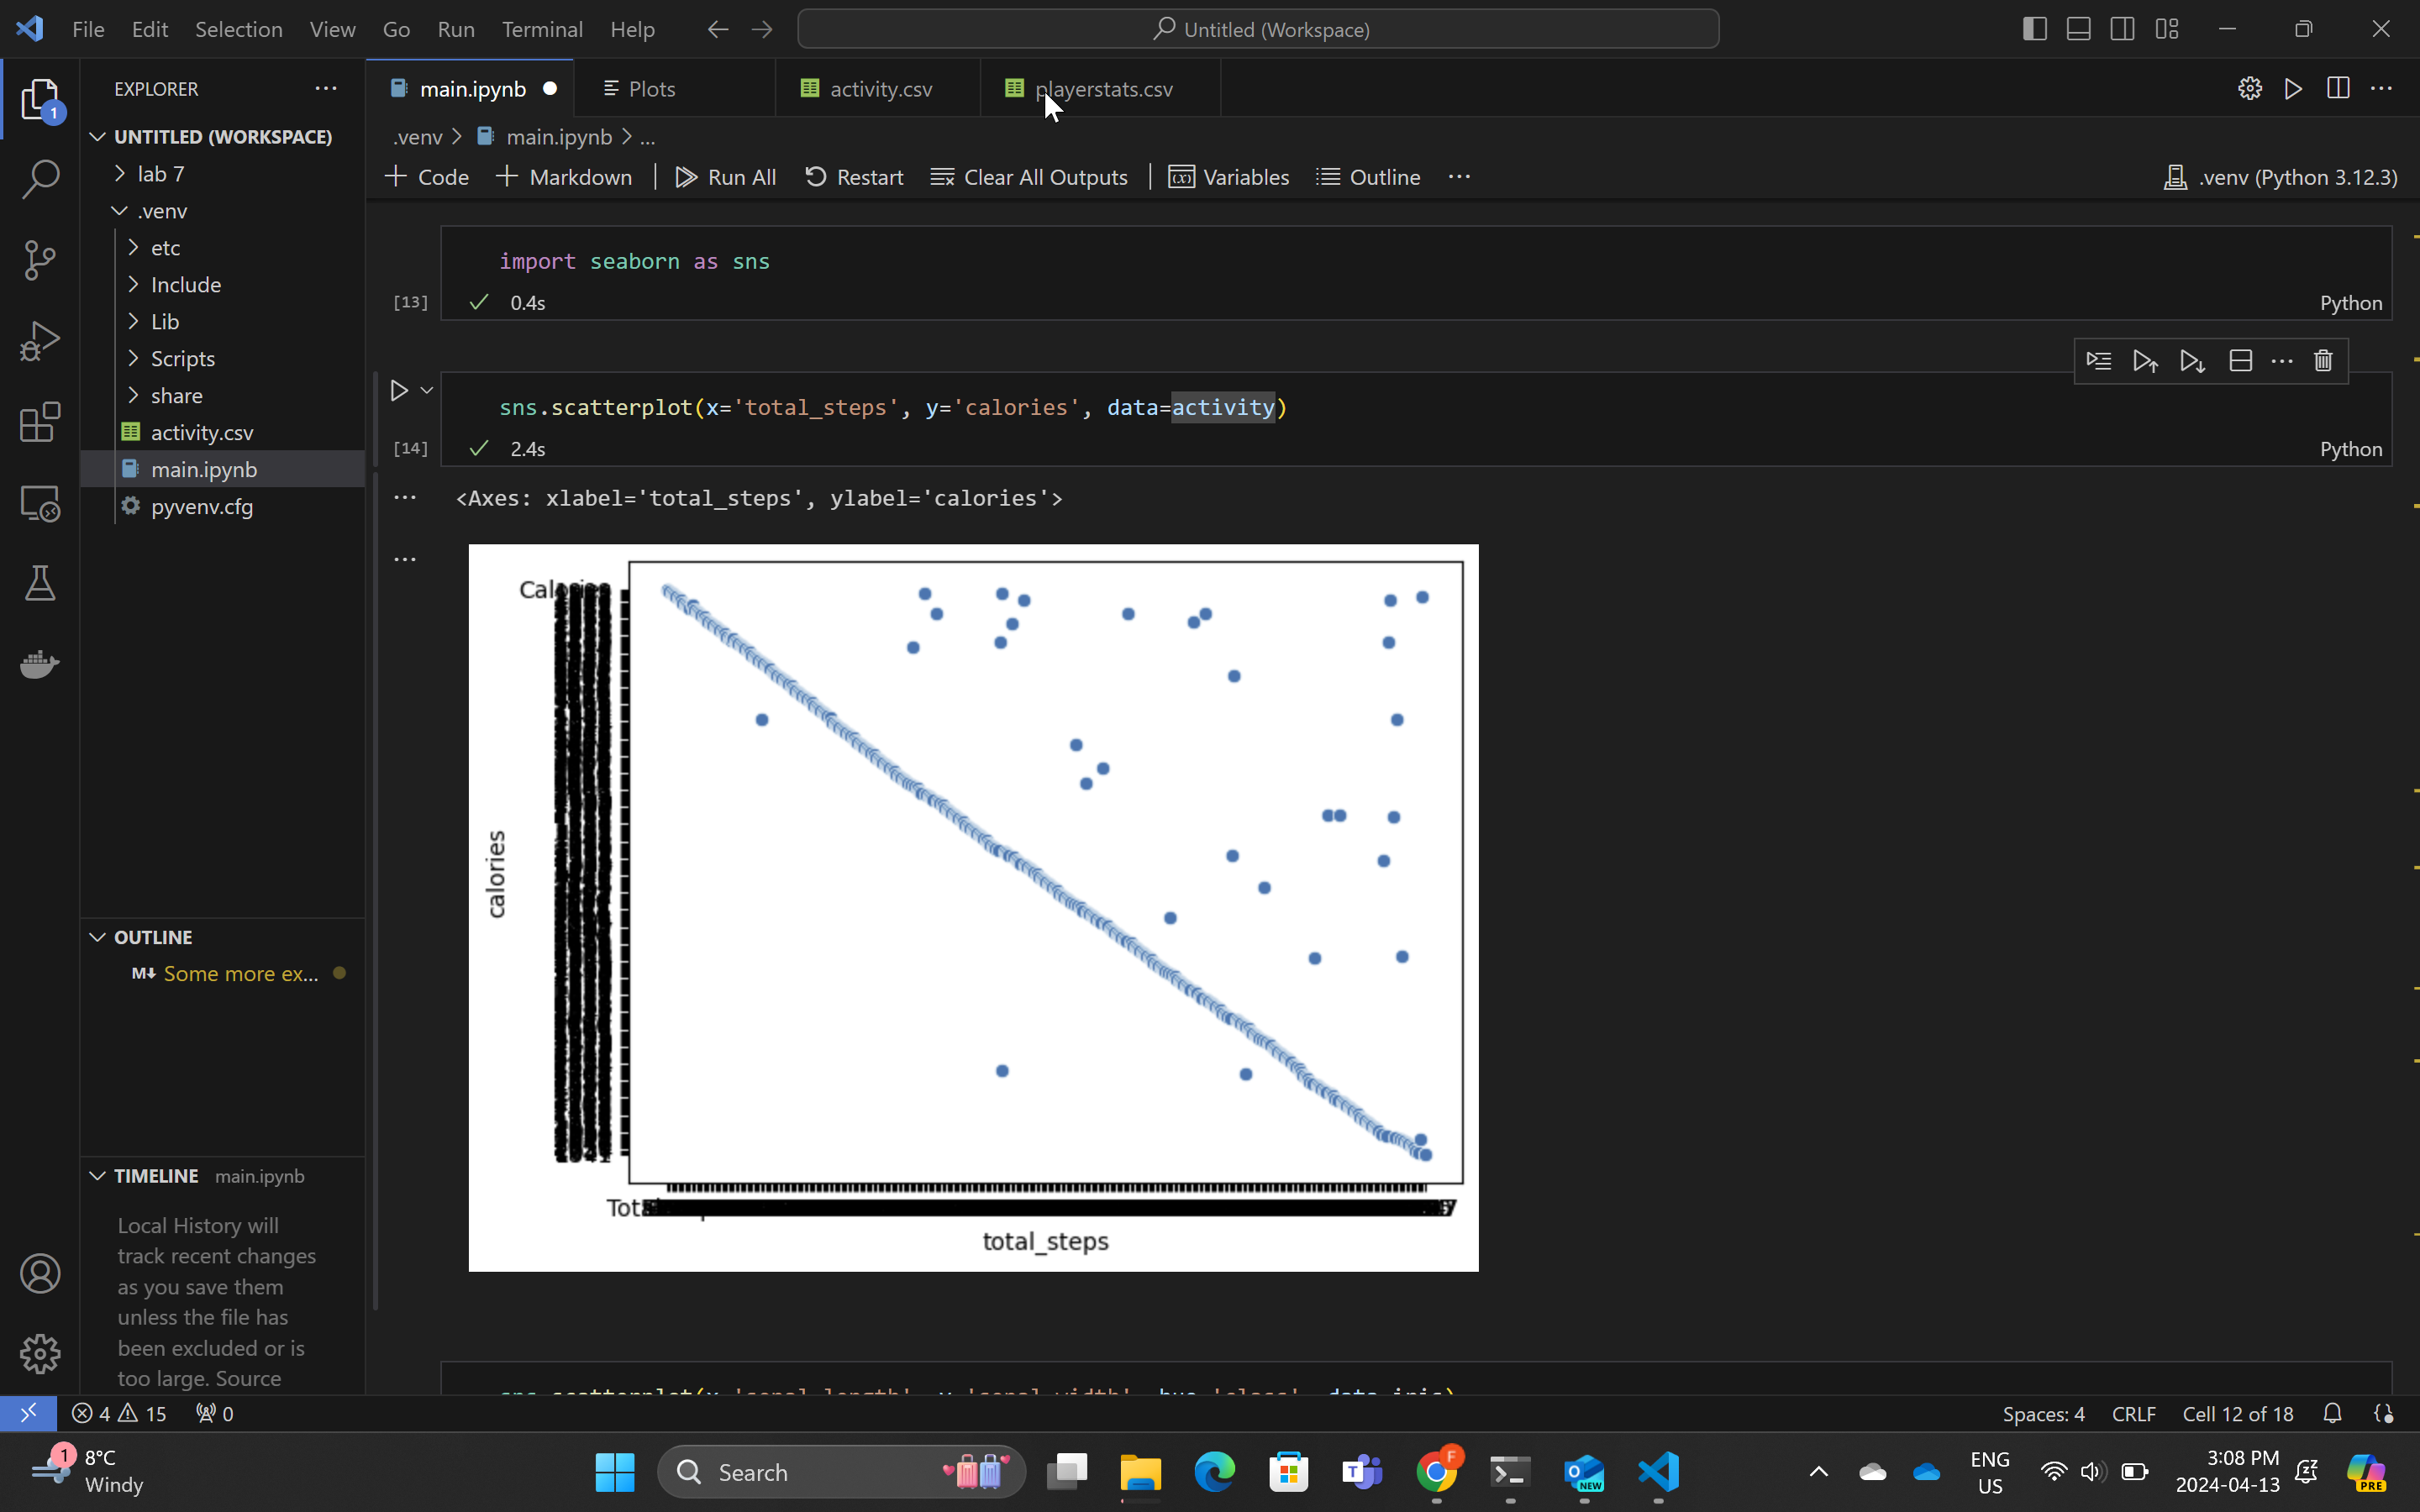 File Edit Selection View Go Run Terminal Help
Untitled (Workspace)
EXPLORER
main.ipynb
Plots
activity.csv
playerstats.csv
UNTITLED (WORKSPACE)
lab 7
.venv
etc
Include
Lib
Scripts
share
activity.csv
main.ipynb
pyvenv.cfg
OUTLINE
M↓ Some more ex...
TIMELINE main.ipynb
Local History will
track recent changes
as you save them
unless the file has
been excluded or is
too large. Source
.venv > main.ipynb > ...
+ Code + Markdown Run All Restart Clear All Outputs Variables Outline ...
.venv (Python 3.12.3)
import seaborn as sns
[13] ✓ 0.4s Python
sns.scatterplot(x='total_steps', y='calories', data=activity)
[14] ✓ 2.4s Python
<Axes: xlabel='total_steps', ylabel='calories'>
calories
total_steps
4 15 0
Spaces: 4 CRLF Cell 12 of 18
1
8°C
Windy
Search
ENG
US
3:08 PM
2024-04-13
NEW
PRE